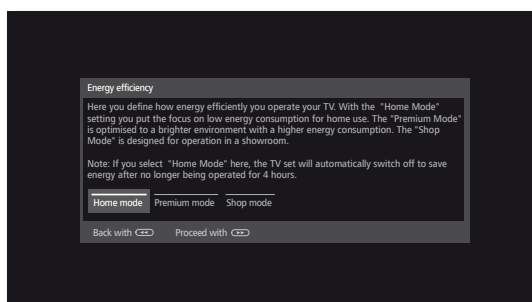 Energy efficiency
Here you define how energy efficiently you operate your TV. With the "Home Mode"
setting you put the focus on low energy consumption for home use. The "Premium Mode"
is optimised to a brighter environment with a higher energy consumption. The "Shop
Mode" is designed for operation in a showroom.
Note: If you select "Home Mode" here, the TV set will automatically switch off to save
energy after no longer being operated for 4 hours.
Home mode Premium mode Shop mode
Back with Proceed with